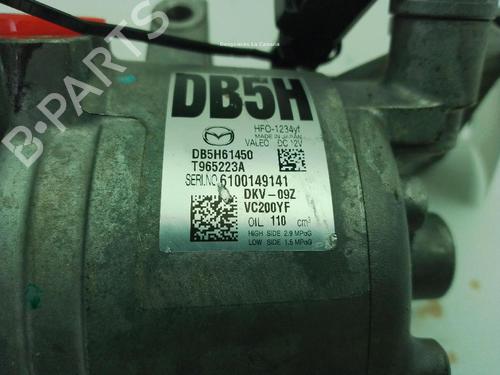 Desguaces La Cabaña
B-PARTS
DB5H
HFO-1234yf
MADE IN JAPAN
VALEO DC 12V
DB5H61450
T965223A
SERI.NO.6100149141
DKV-09Z
VC200YF
OIL 110 cm³
HIGH SIDE 2.9 MPaG
LOW SIDE 1.5 MPaG